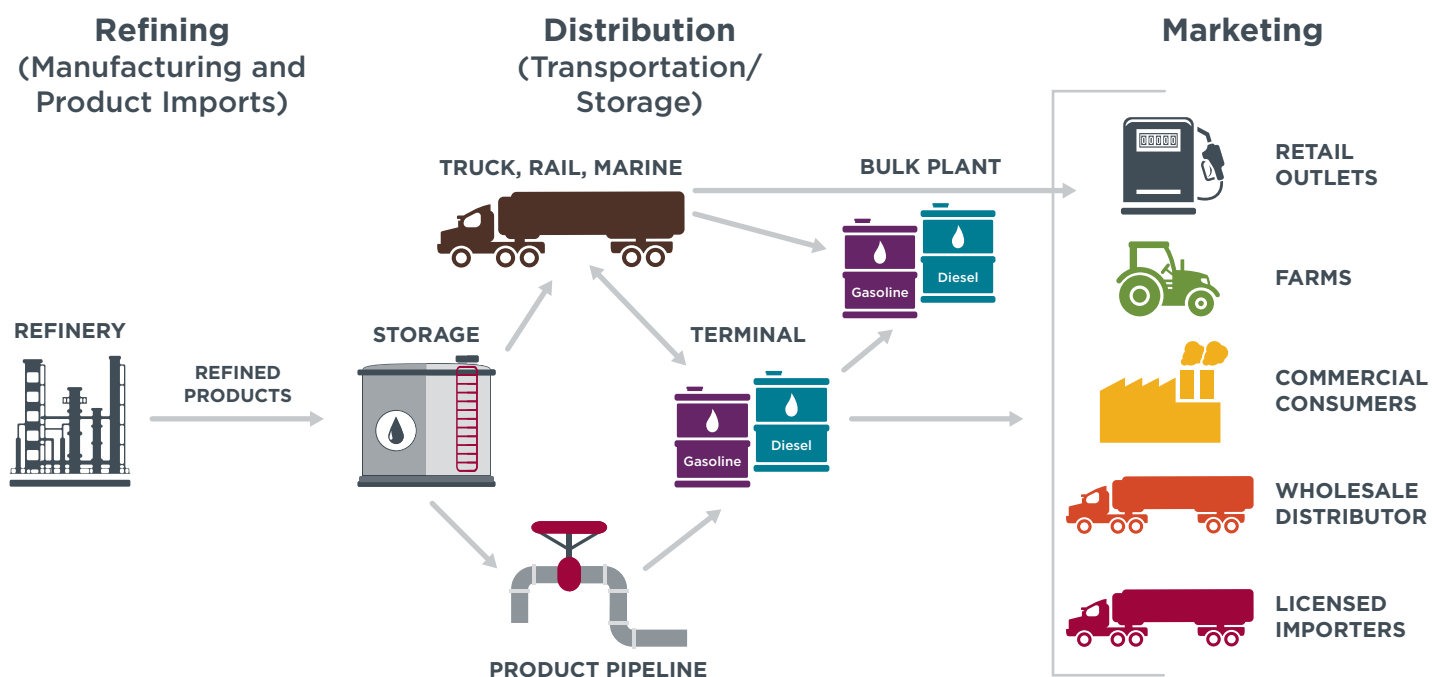 Refining
(Manufacturing and
Product Imports)
Distribution
(Transportation/
Storage)
Marketing
TRUCK, RAIL, MARINE
BULK PLANT
Gasoline
Diesel
REFINERY
REFINED
PRODUCTS
STORAGE
TERMINAL
Gasoline
Diesel
PRODUCT PIPELINE
00000
RETAIL
OUTLETS
FARMS
COMMERCIAL
CONSUMERS
WHOLESALE
DISTRIBUTOR
LICENSED
IMPORTERS